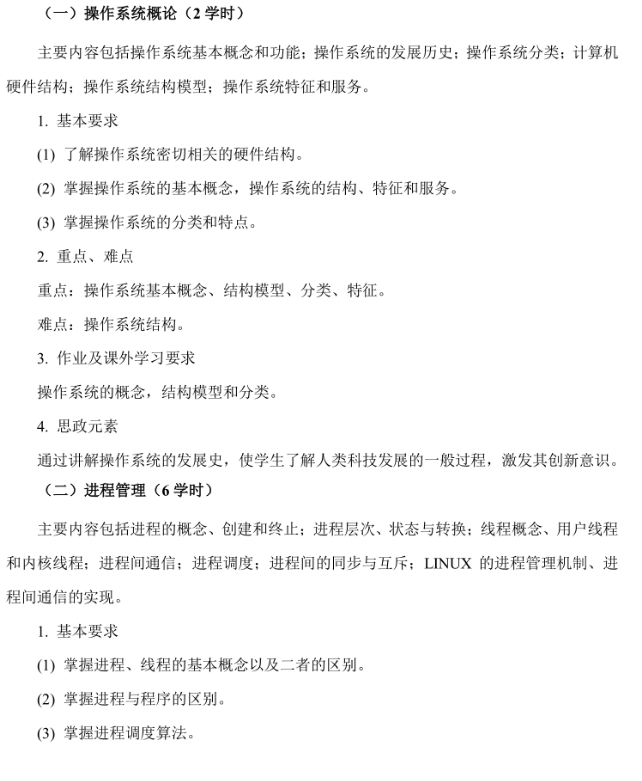 （一）操作系统概论（2 学时）
主要内容包括操作系统基本概念和功能；操作系统的发展历史；操作系统分类；计算机
硬件结构；操作系统结构模型；操作系统特征和服务。
1. 基本要求
(1) 了解操作系统密切相关的硬件结构。
(2) 掌握操作系统的基本概念，操作系统的结构、特征和服务。
(3) 掌握操作系统的分类和特点。
2. 重点、难点
重点：操作系统基本概念、结构模型、分类、特征。
难点：操作系统结构。
3. 作业及课外学习要求
操作系统的概念，结构模型和分类。
4. 思政元素
通过讲解操作系统的发展史，使学生了解人类科技发展的一般过程，激发其创新意识。
（二）进程管理（6 学时）
主要内容包括进程的概念、创建和终止；进程层次、状态与转换；线程概念、用户线程
和内核线程；进程间通信；进程调度；进程间的同步与互斥；LINUX 的进程管理机制、进
程间通信的实现。
1. 基本要求
(1) 掌握进程、线程的基本概念以及二者的区别。
(2) 掌握进程与程序的区别。
(3) 掌握进程调度算法。